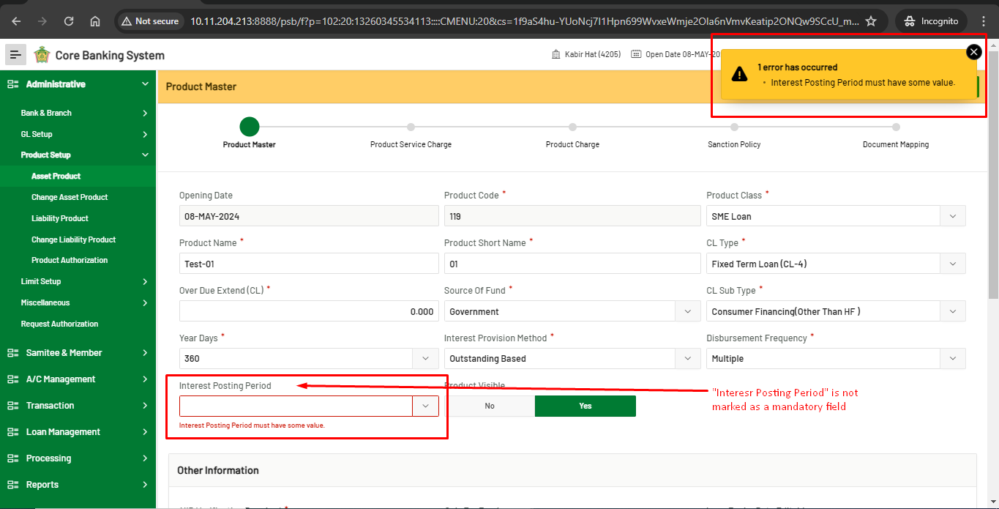 Not secure
10.11.204.213:8888/psb/f?p=102:20:13260345534113::::CMENU:20&cs=1f9aS4hu-YUoNcj7I1Hpn699WvxeWmje2Ola6nVmvKeatip2ONQw9SCcU_m...
Incognito
Core Banking System
Kabir Hat (4205)
Open Date 08-MAY-20
1 error has occurred
• Interest Posting Period must have some value.
Administrative
Bank & Branch
GL Setup
Product Setup
Asset Product
Change Asset Product
Liability Product
Change Liability Product
Product Authorization
Limit Setup
Miscellaneous
Request Authorization
Samitee & Member
A/C Management
Transaction
Loan Management
Processing
Reports
Product Master
Product Master
Product Service Charge
Product Charge
Sanction Policy
Document Mapping
Opening Date
08-MAY-2024
Product Code *
119
Product Class *
SME Loan
Product Name *
Test-01
Product Short Name *
01
CL Type *
Fixed Term Loan (CL-4)
Over Due Extend (CL) *
0.000
Source Of Fund *
Government
CL Sub Type *
Consumer Financing(Other Than HF )
Year Days *
360
Interest Provision Method *
Outstanding Based
Disbursement Frequency *
Multiple
Interest Posting Period
Interest Posting Period must have some value.
Product Visible
No
Yes
"Interesr Posting Period" is not
marked as a mandatory field
Other Information